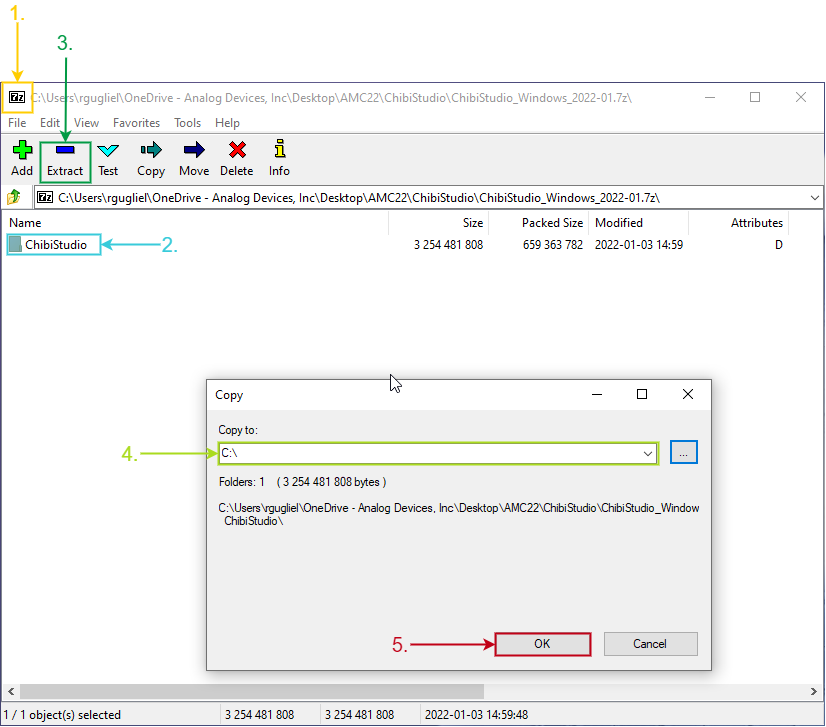 1.
3.
7z C:\Users\rgugliel\OneDrive - Analog Devices, Inc\Desktop\AMC22\ChibiStudio\ChibiStudio_Windows_2022-01.7z\
File Edit View Favorites Tools Help
Add Extract Test Copy Move Delete Info
7z C:\Users\rgugliel\OneDrive - Analog Devices, Inc\Desktop\AMC22\ChibiStudio\ChibiStudio_Windows_2022-01.7z\
Name Size Packed Size Modified Attributes
ChibiStudio 2. 3 254 481 808 659 363 782 2022-01-03 14:59 D
Copy
Copy to:
4. C:\ ...
Folders: 1 ( 3 254 481 808 bytes )
C:\Users\rgugliel\OneDrive - Analog Devices, Inc\Desktop\AMC22\ChibiStudio\ChibiStudio_Window
ChibiStudio\
5. OK Cancel
1 / 1 object(s) selected 3 254 481 808 3 254 481 808 2022-01-03 14:59:48